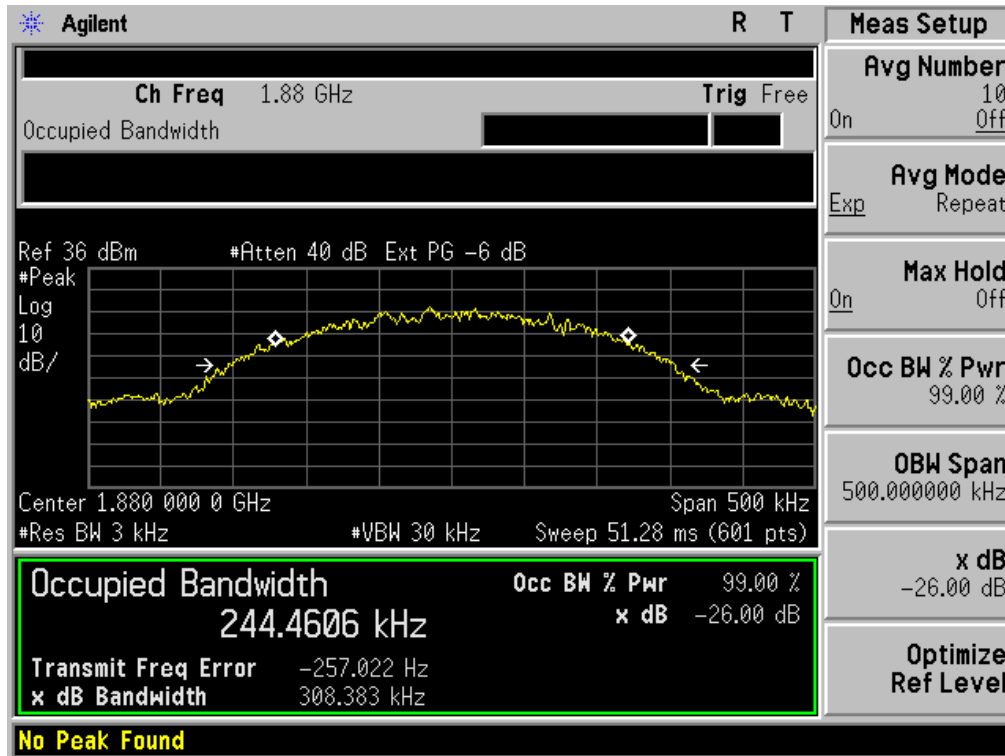 Agilent R T Meas Setup
Ch Freq 1.88 GHz Trig Free
Occupied Bandwidth
Avg Number
10
On Off
Avg Mode
Exp Repeat
Max Hold
On Off
Occ BW % Pwr
99.00 %
OBW Span
500.000000 kHz
x dB
-26.00 dB
Optimize
Ref Level
Ref 36 dBm #Atten 40 dB Ext PG -6 dB
#Peak
Log
10
dB/
Center 1.880 000 0 GHz Span 500 kHz
#Res BW 3 kHz #VBW 30 kHz Sweep 51.28 ms (601 pts)
Occupied Bandwidth Occ BW % Pwr 99.00 %
244.4606 kHz x dB -26.00 dB
Transmit Freq Error -257.022 Hz
x dB Bandwidth 308.383 kHz
No Peak Found